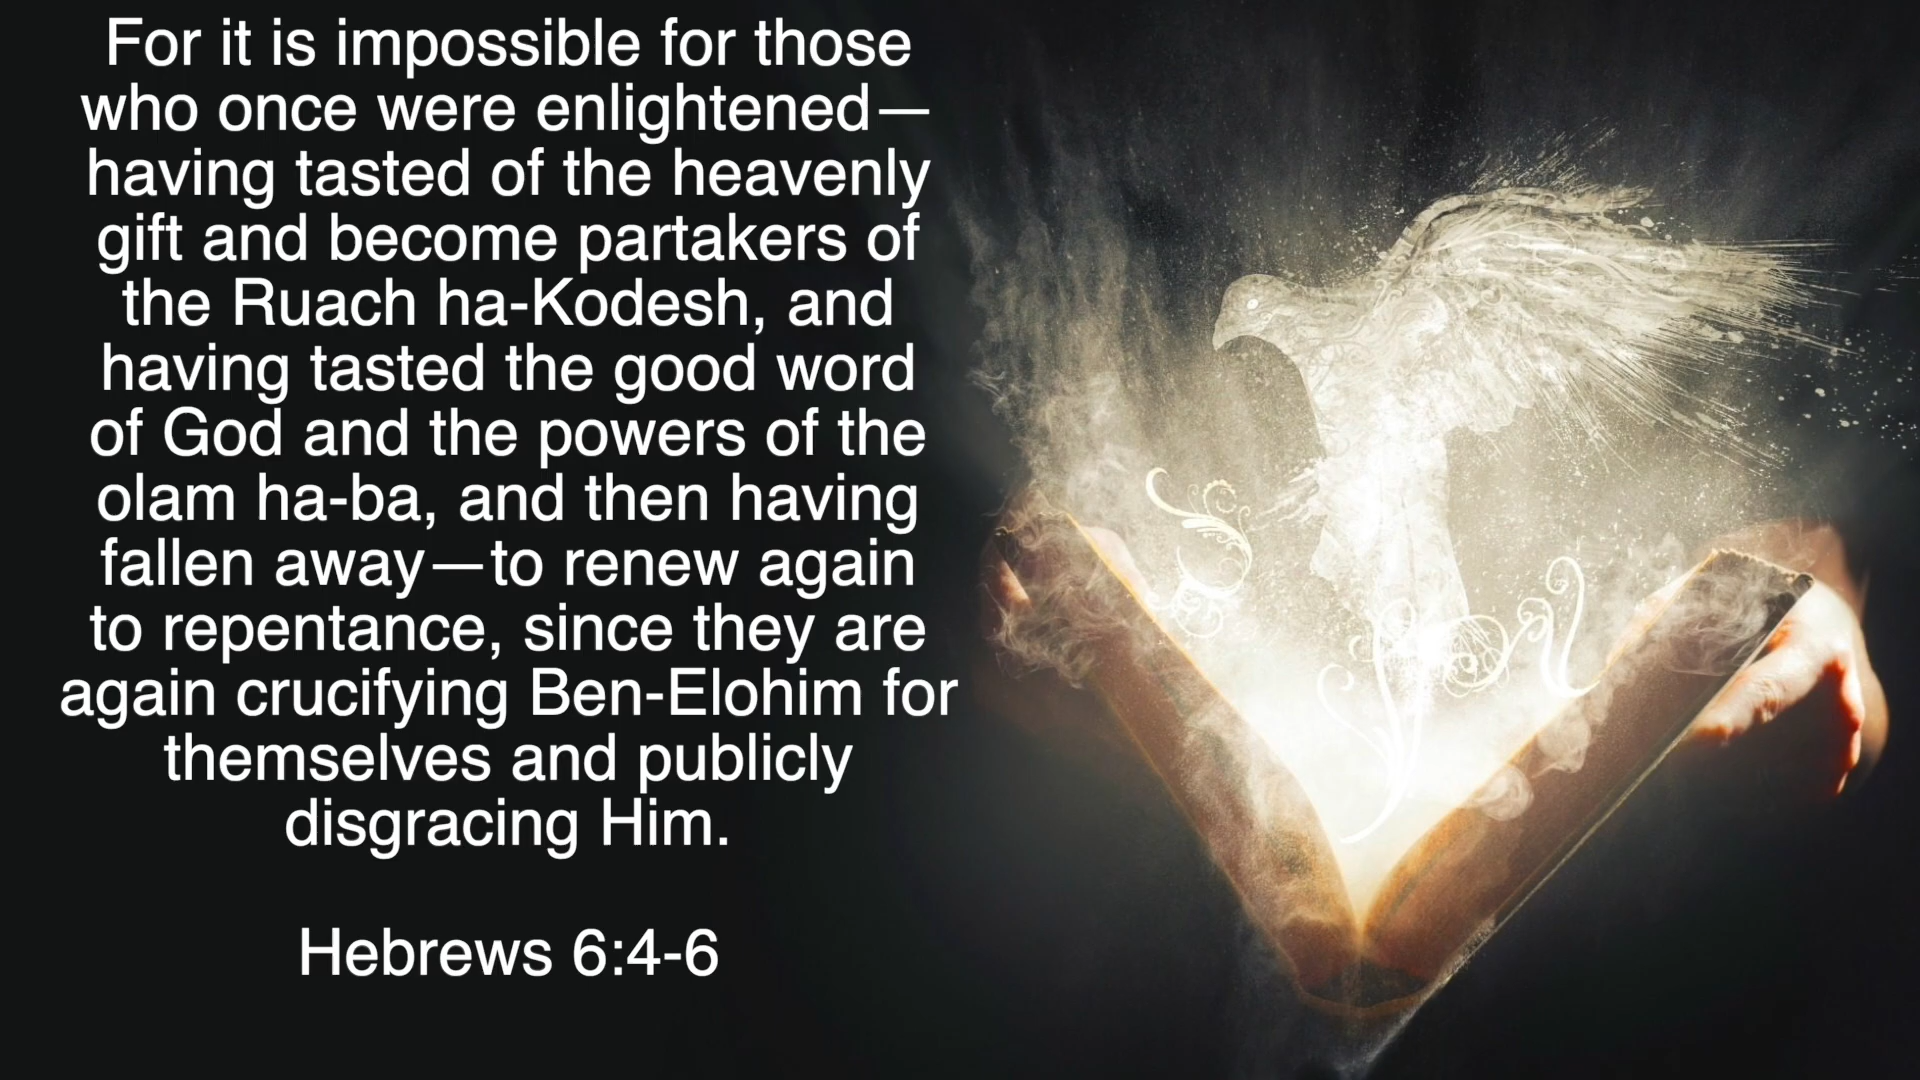 For it is impossible for those
who once were enlightened—
having tasted of the heavenly
gift and become partakers of
the Ruach ha-Kodesh, and
having tasted the good word
of God and the powers of the
olam ha-ba, and then having
fallen away—to renew again
to repentance, since they are
again crucifying Ben-Elohim for
themselves and publicly
disgracing Him.
Hebrews 6:4-6